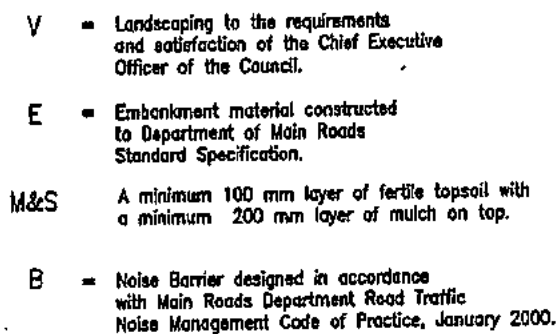 V = Landscaping to the requirements
and satisfaction of the Chief Executive
Officer of the Council.
E = Embankment material constructed
to Department of Main Roads
Standard Specification.
M&S A minimum 100 mm layer of fertile topsoil with
a minimum 200 mm layer of mulch on top.
B = Noise Barrier designed in accordance
with Main Roads Department Road Traffic
Noise Management Code of Practice, January 2000.